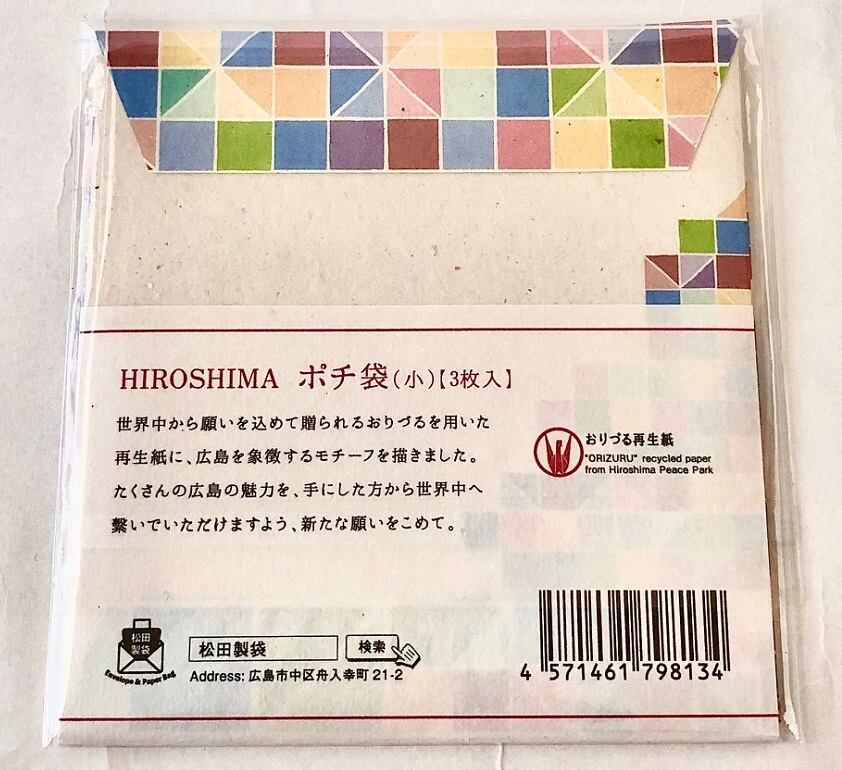 HIROSHIMA ポチ袋(小)【3枚入】
世界中から願いを込めて贈られるおりづるを用いた
再生紙に、広島を象徴するモチーフを描きました。
たくさんの広島の魅力を、手にした方から世界中へ
繋いでいただけますよう、新たな願いをこめて。
おりづる再生紙
"ORIZURU" recycled paper
from Hiroshima Peace Park
松田
製袋
Envelope & Paper Bag
松田製袋 検索
Address: 広島市中区舟入幸町 21-2
4 571461 798134